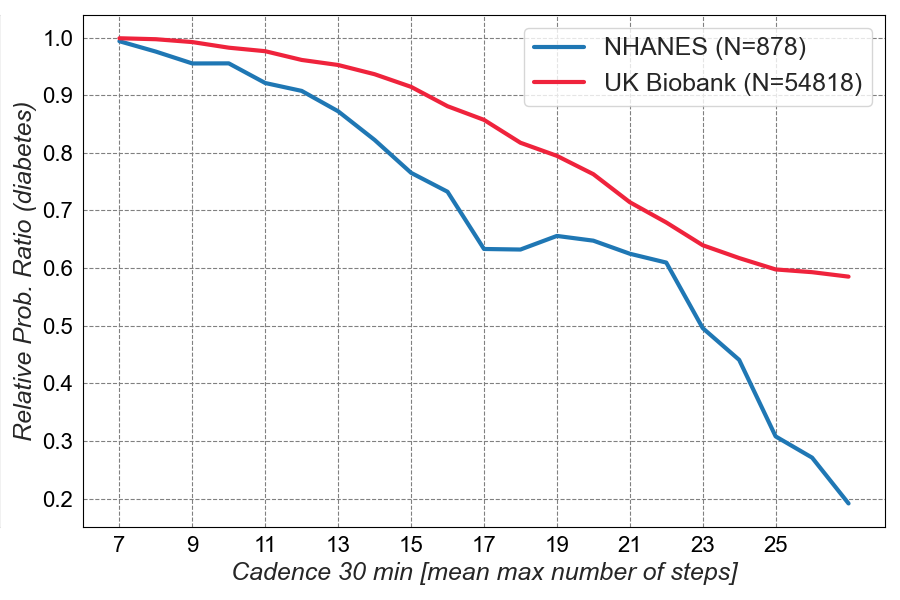 NHANES (N=878)
UK Biobank (N=54818)
Relative Prob. Ratio (diabetes)
1.0
0.9
0.8
0.7
0.6
0.5
0.4
0.3
0.2
7 9 11 13 15 17 19 21 23 25
Cadence 30 min [mean max number of steps]